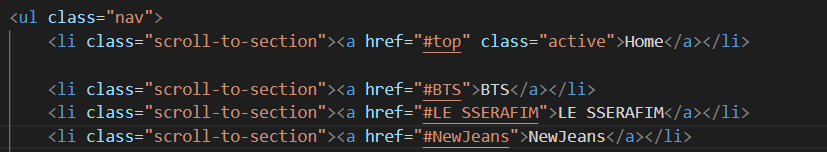 <ul class="nav">
<li class="scroll-to-section"><a href="#top" class="active">Home</a></li>
<li class="scroll-to-section"><a href="#BTS">BTS</a></li>
<li class="scroll-to-section"><a href="#LE SSERAFIM">LE SSERAFIM</a></li>
<li class="scroll-to-section"><a href="#NewJeans">NewJeans</a></li>